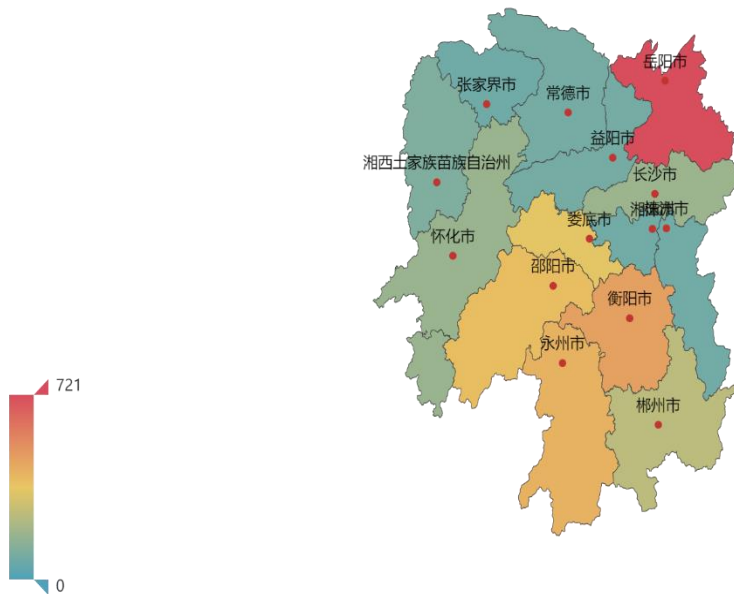 岳阳市
张家界市
常德市
益阳市
湘西土家族苗族自治州
长沙市
娄底市
怀化市
邵阳市
衡阳市
永州市
郴州市
721
0